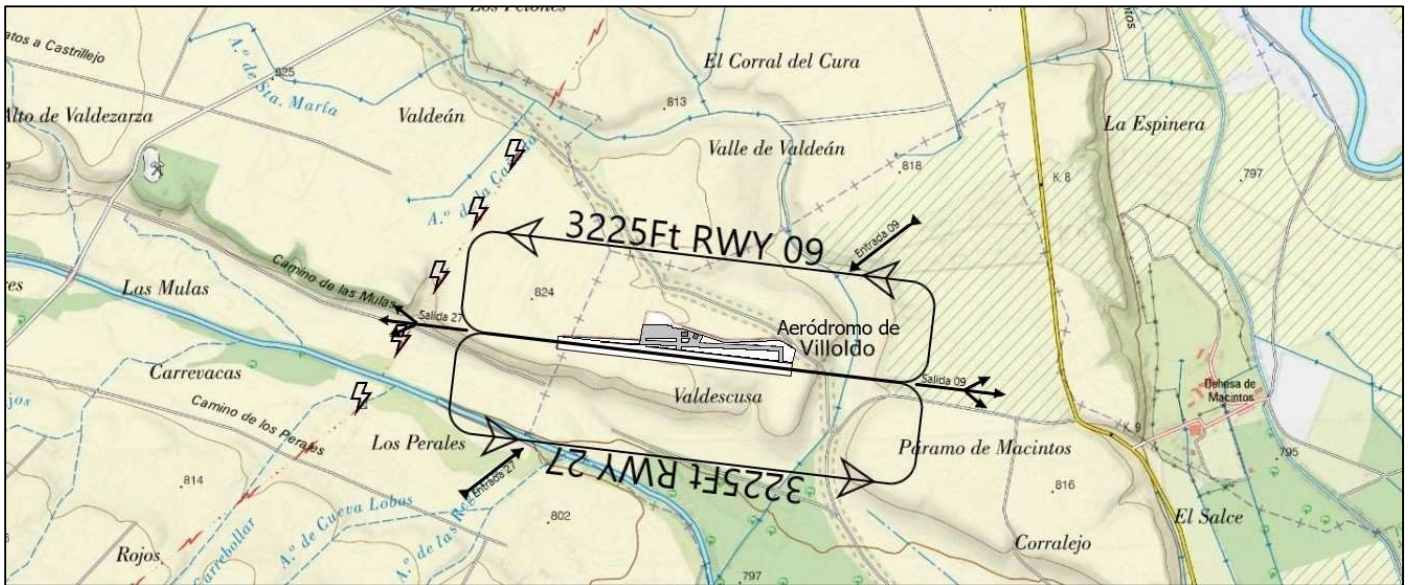 Los Pelones
atos a Castrillejo
A.º de Sta. María
825
El Corral del Cura
Alto de Valdezarza
Valdeán
813
La Espinera
Valle de Valdeán
818
K. 8
797
A.º de la
3225Ft RWY 09
Entrada 09
Camino de las Mulas
Las Mulas
824
Salida 27
Aeródromo de
Villoldo
Carrevacas
Valdescusa
Salida 09
Dehesa de
Macintos
Camino de los Perales
Los Perales
K. 9
Páramo de Macintos
795
3225Ft RWY 27
Entrada 27
814
816
A.º de Cueva Lobos
A.º de las
802
El Salce
Carrebollar
Rojos
Corralejo
797